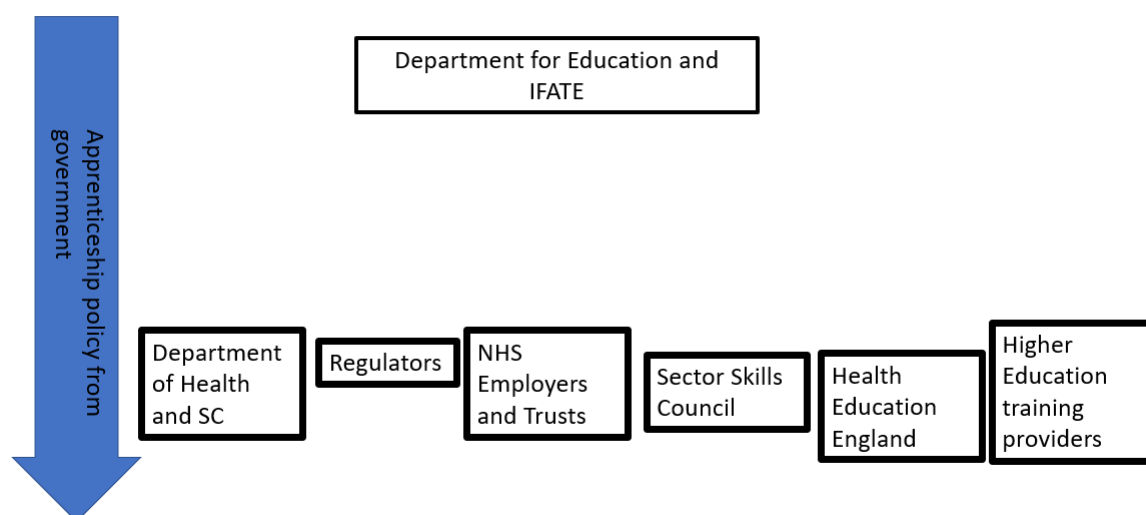 Department for Education and
IFATE
Apprenticeship policy from
government
Department
of Health
and SC
Regulators
NHS
Employers
and Trusts
Sector Skills
Council
Health
Education
England
Higher
Education
training
providers